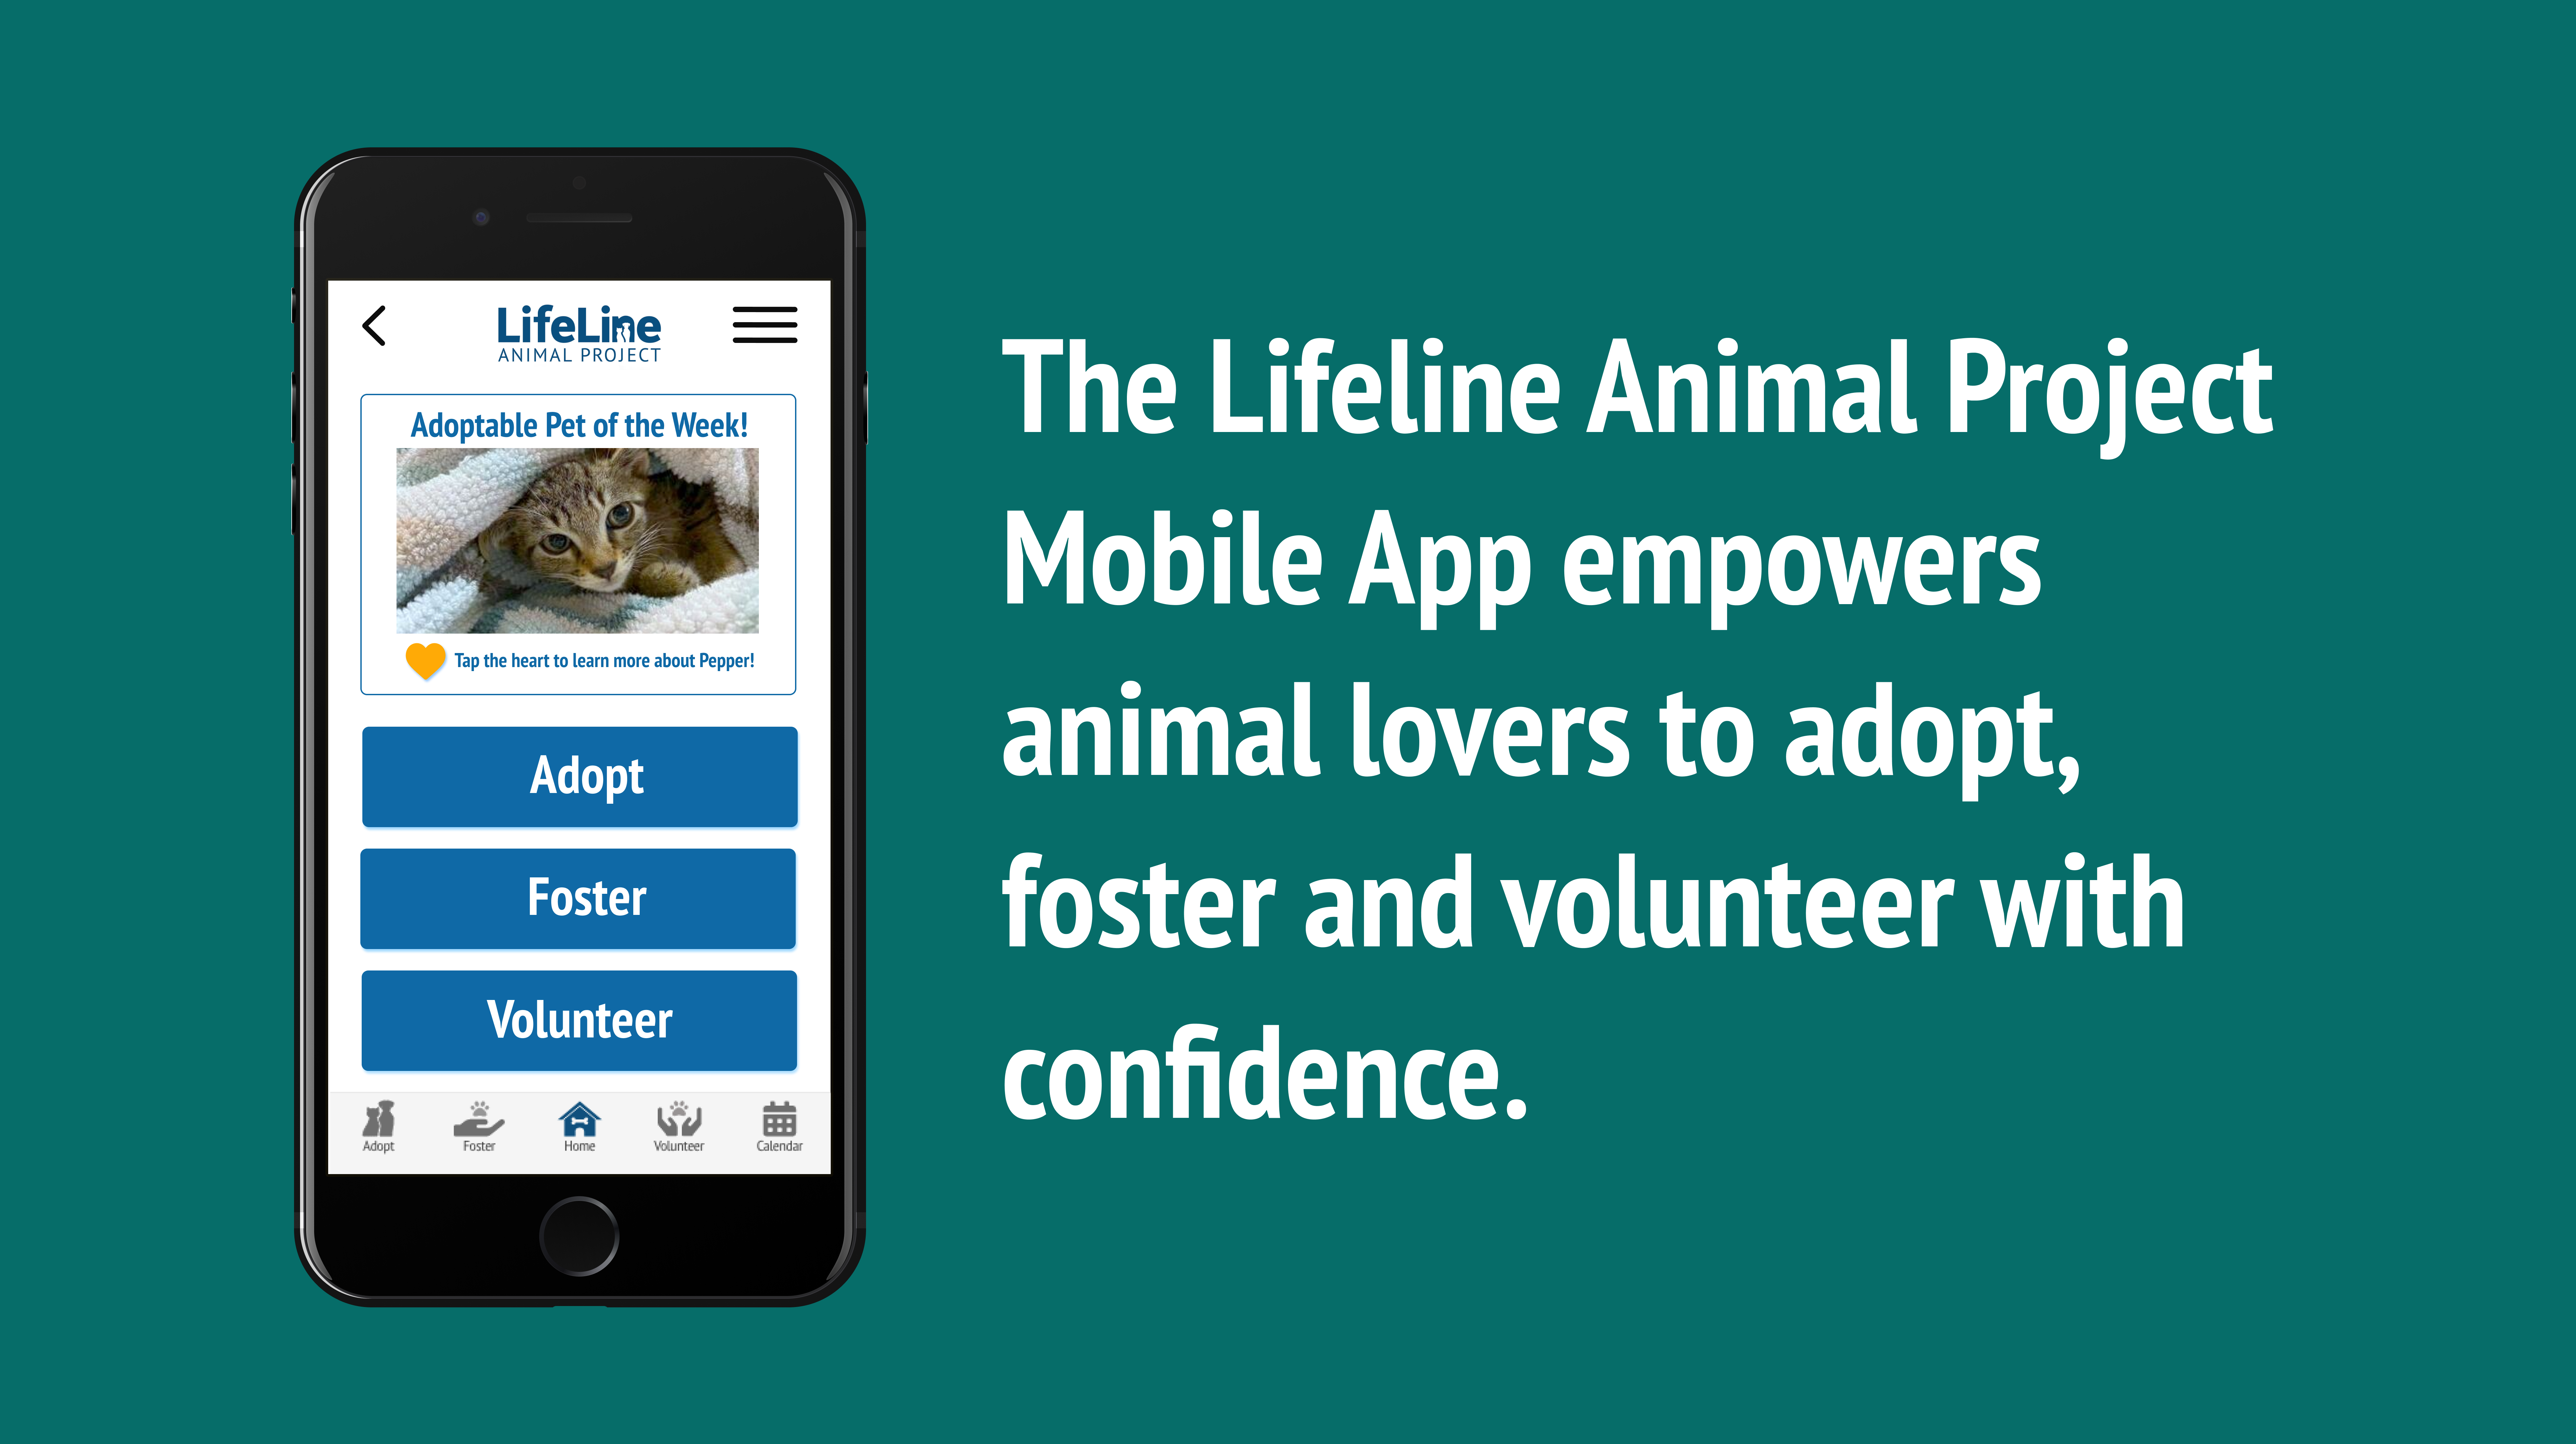 LifeLine
ANIMAL PROJECT
Adoptable Pet of the Week!
Tap the heart to learn more about Pepper!
Adopt
Foster
Volunteer
Adopt
Foster
Home
Volunteer
Calendar
The Lifeline Animal Project
Mobile App empowers
animal lovers to adopt,
foster and volunteer with
confidence.